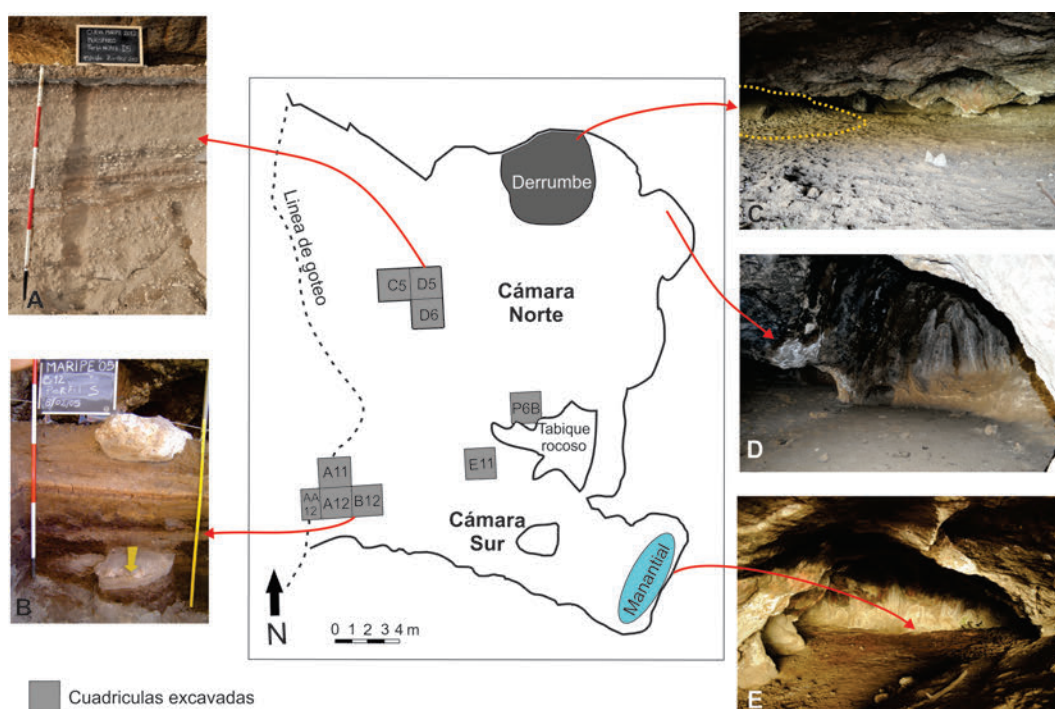 A
MARIPE 05
B
Linea de goteo
Derrumbe
C5
D5
D6
Cámara
Norte
P6B
Tabique
rocoso
E11
A11
AA
12
A12
B12
Cámara
Sur
Manantial
N
0 1 2 3 4 m
C
D
E
Cuadriculas excavadas